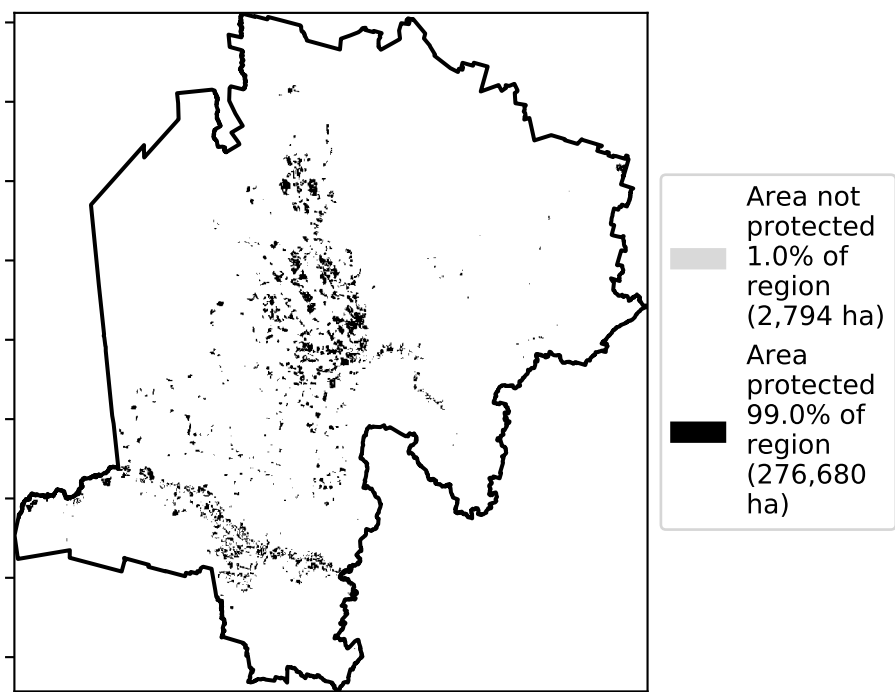 Area not
protected
1.0% of
region
(2,794 ha)
Area
protected
99.0% of
region
(276,680
ha)